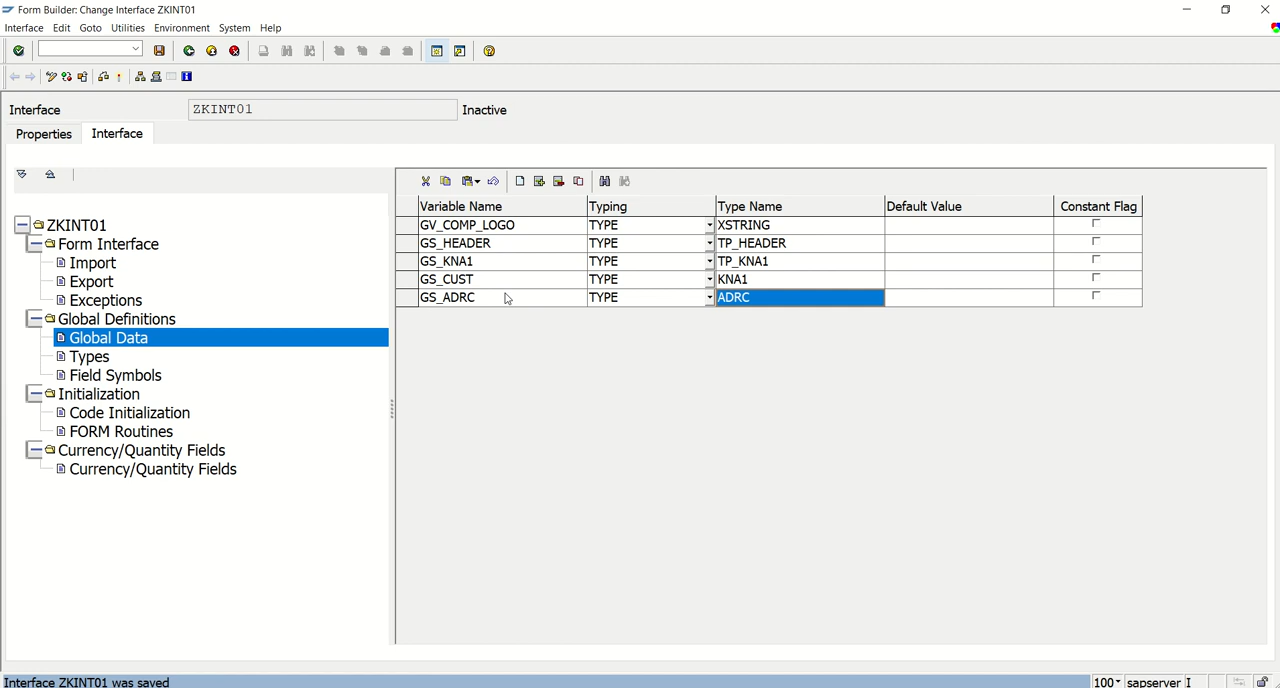 Form Builder: Change Interface ZKINT01
Interface Edit Goto Utilities Environment System Help
Interface ZKINT01 Inactive
Properties Interface
ZKINT01
Form Interface
Import
Export
Exceptions
Global Definitions
Global Data
Types
Field Symbols
Initialization
Code Initialization
FORM Routines
Currency/Quantity Fields
Currency/Quantity Fields
Variable Name Typing Type Name Default Value Constant Flag
GV_COMP_LOGO TYPE XSTRING
GS_HEADER TYPE TP_HEADER
GS_KNA1 TYPE TP_KNA1
GS_CUST TYPE KNA1
GS_ADRC TYPE ADRC
Interface ZKINT01 was saved 100 sapserver I